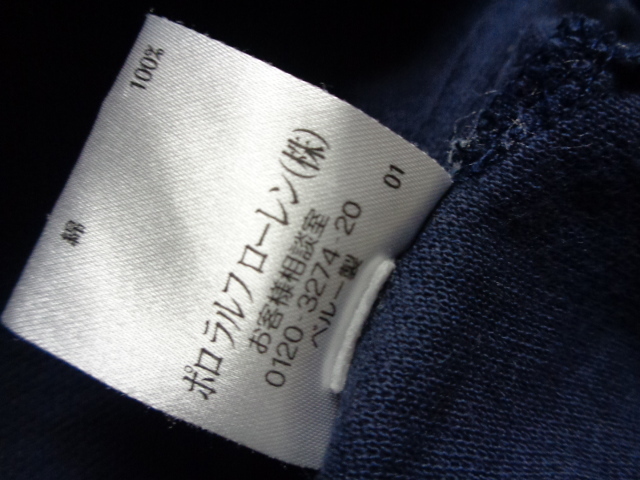 綿 100%
ポロ ラルフ ローレン(株)
お客様相談室
0120-3274-20
ペルー製
01